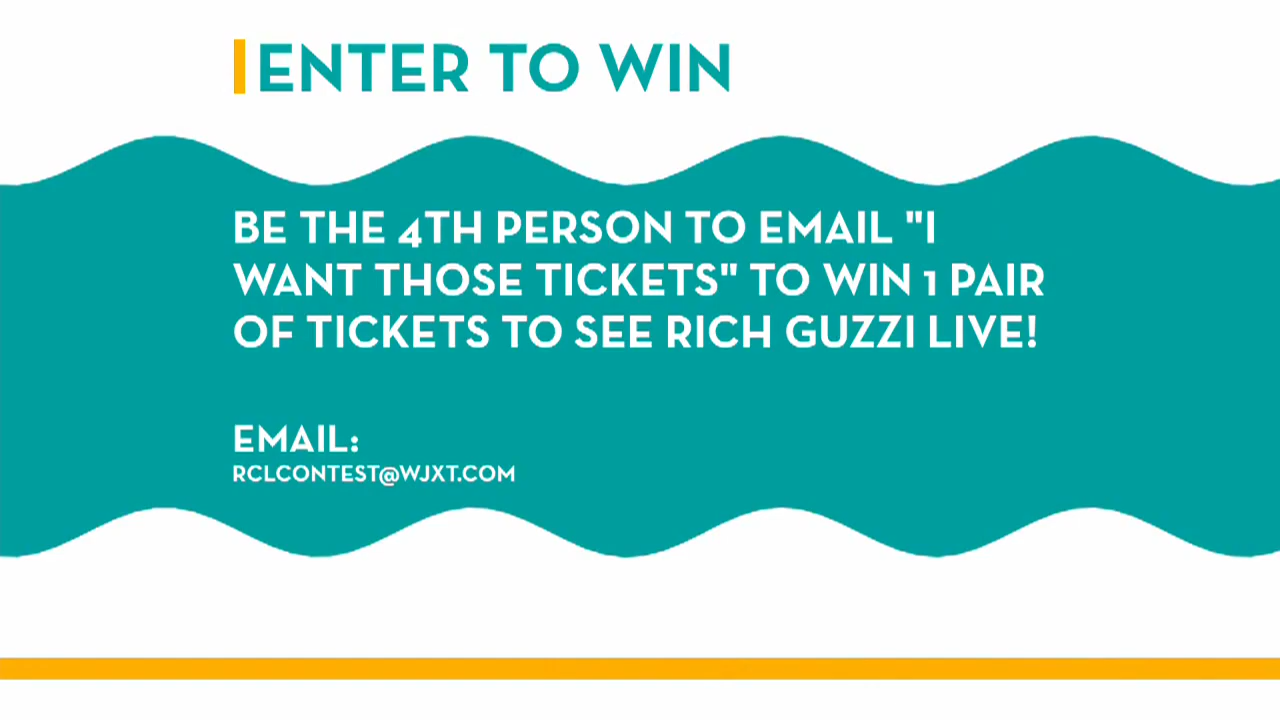 ENTER TO WIN
BE THE 4TH PERSON TO EMAIL "I
WANT THOSE TICKETS" TO WIN 1 PAIR
OF TICKETS TO SEE RICH GUZZI LIVE!
EMAIL:
RCLCONTEST@WJXT.COM